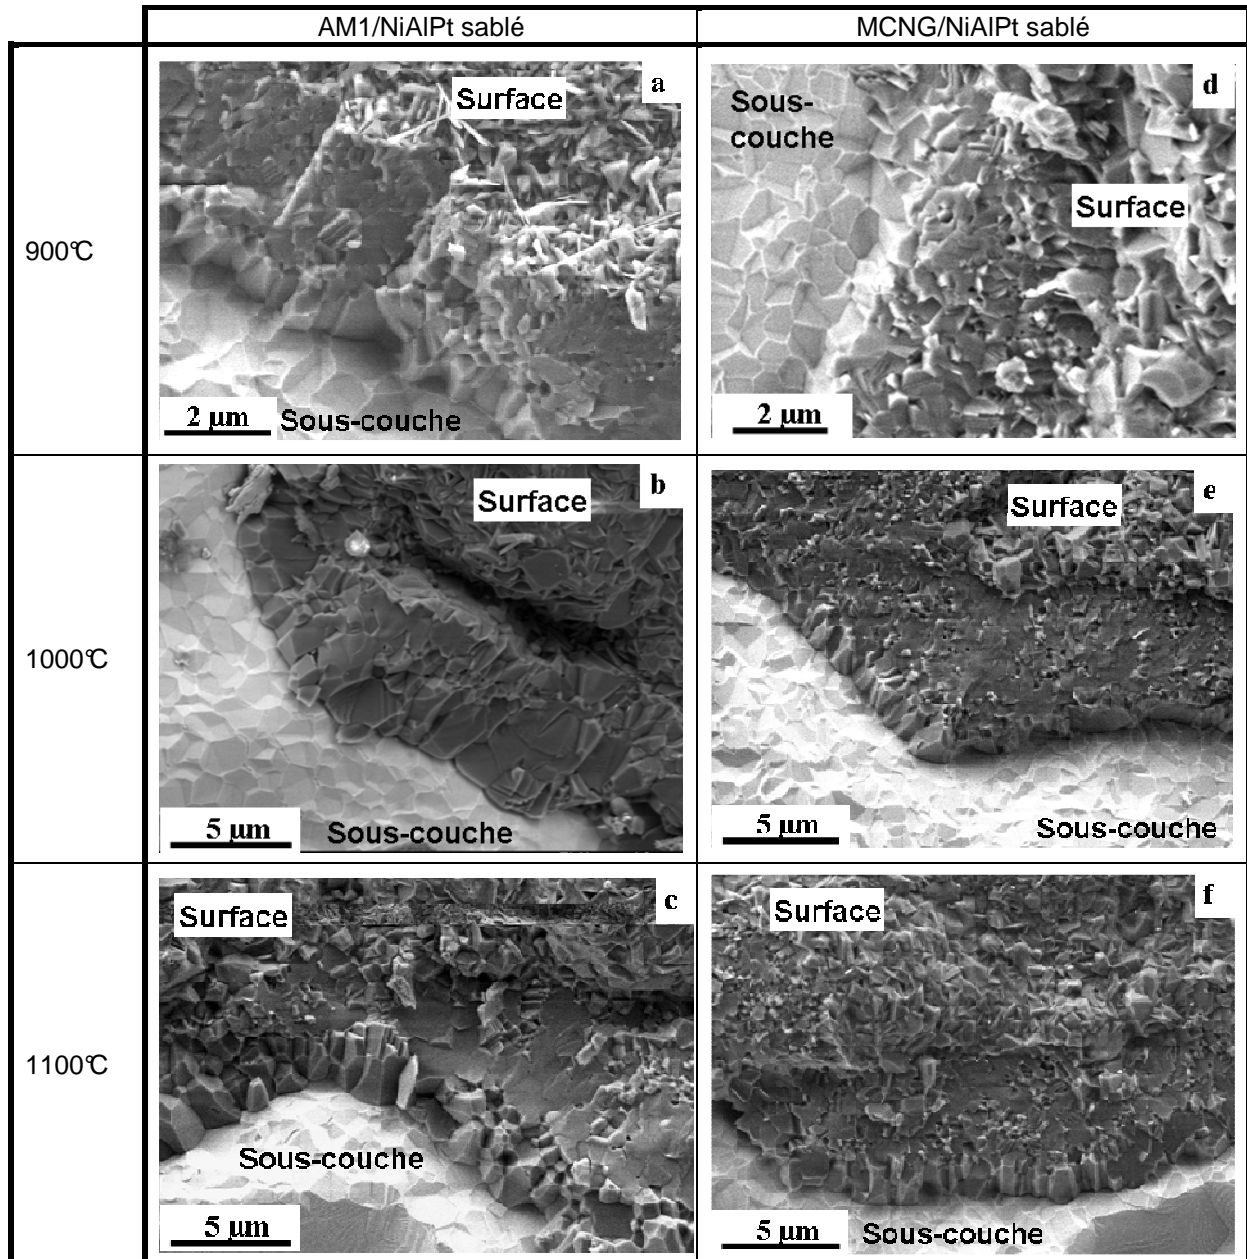 AM1/NiAlPt sablé
MCNG/NiAlPt sablé
900℃
Surface
a
2 µm
Sous-couche
Sous-
couche
d
Surface
2 µm
1000℃
Surface
b
5 µm
Sous-couche
Surface
e
5 µm
Sous-couche
1100℃
Surface
c
Sous-couche
5 µm
Surface
f
5 µm
Sous-couche